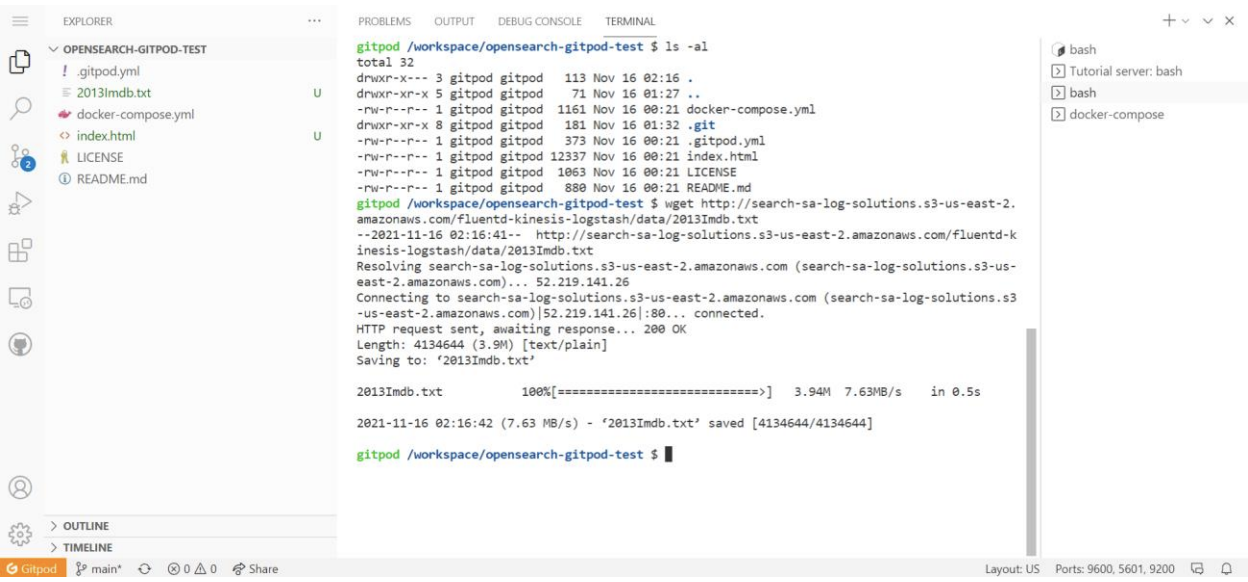 EXPLORER ...
OPENSEARCH-GITPOD-TEST
! .gitpod.yml
2013Imdb.txt U
docker-compose.yml
index.html U
LICENSE
README.md
OUTLINE
TIMELINE
2
PROBLEMS OUTPUT DEBUG CONSOLE TERMINAL
gitpod /workspace/opensearch-gitpod-test $ ls -al
total 32
drwxr-x--- 3 gitpod gitpod 113 Nov 16 02:16 .
drwxr-xr-x 5 gitpod gitpod 71 Nov 16 01:27 ..
-rw-r--r-- 1 gitpod gitpod 1161 Nov 16 00:21 docker-compose.yml
drwxr-xr-x 8 gitpod gitpod 181 Nov 16 01:32 .git
-rw-r--r-- 1 gitpod gitpod 373 Nov 16 00:21 .gitpod.yml
-rw-r--r-- 1 gitpod gitpod 12337 Nov 16 00:21 index.html
-rw-r--r-- 1 gitpod gitpod 1063 Nov 16 00:21 LICENSE
-rw-r--r-- 1 gitpod gitpod 880 Nov 16 00:21 README.md
gitpod /workspace/opensearch-gitpod-test $ wget http://search-sa-log-solutions.s3-us-east-2.
amazonaws.com/fluentd-kinesis-logstash/data/2013Imdb.txt
--2021-11-16 02:16:41-- http://search-sa-log-solutions.s3-us-east-2.amazonaws.com/fluentd-k
inesis-logstash/data/2013Imdb.txt
Resolving search-sa-log-solutions.s3-us-east-2.amazonaws.com (search-sa-log-solutions.s3-us-
east-2.amazonaws.com)... 52.219.141.26
Connecting to search-sa-log-solutions.s3-us-east-2.amazonaws.com (search-sa-log-solutions.s3
-us-east-2.amazonaws.com)|52.219.141.26|:80... connected.
HTTP request sent, awaiting response... 200 OK
Length: 4134644 (3.9M) [text/plain]
Saving to: ‘2013Imdb.txt’
2013Imdb.txt 100%[============================>] 3.94M 7.63MB/s in 0.5s
2021-11-16 02:16:42 (7.63 MB/s) - ‘2013Imdb.txt’ saved [4134644/4134644]
gitpod /workspace/opensearch-gitpod-test $
bash
Tutorial server: bash
bash
docker-compose
Gitpod main* 0 0 Share Layout: US Ports: 9600, 5601, 9200